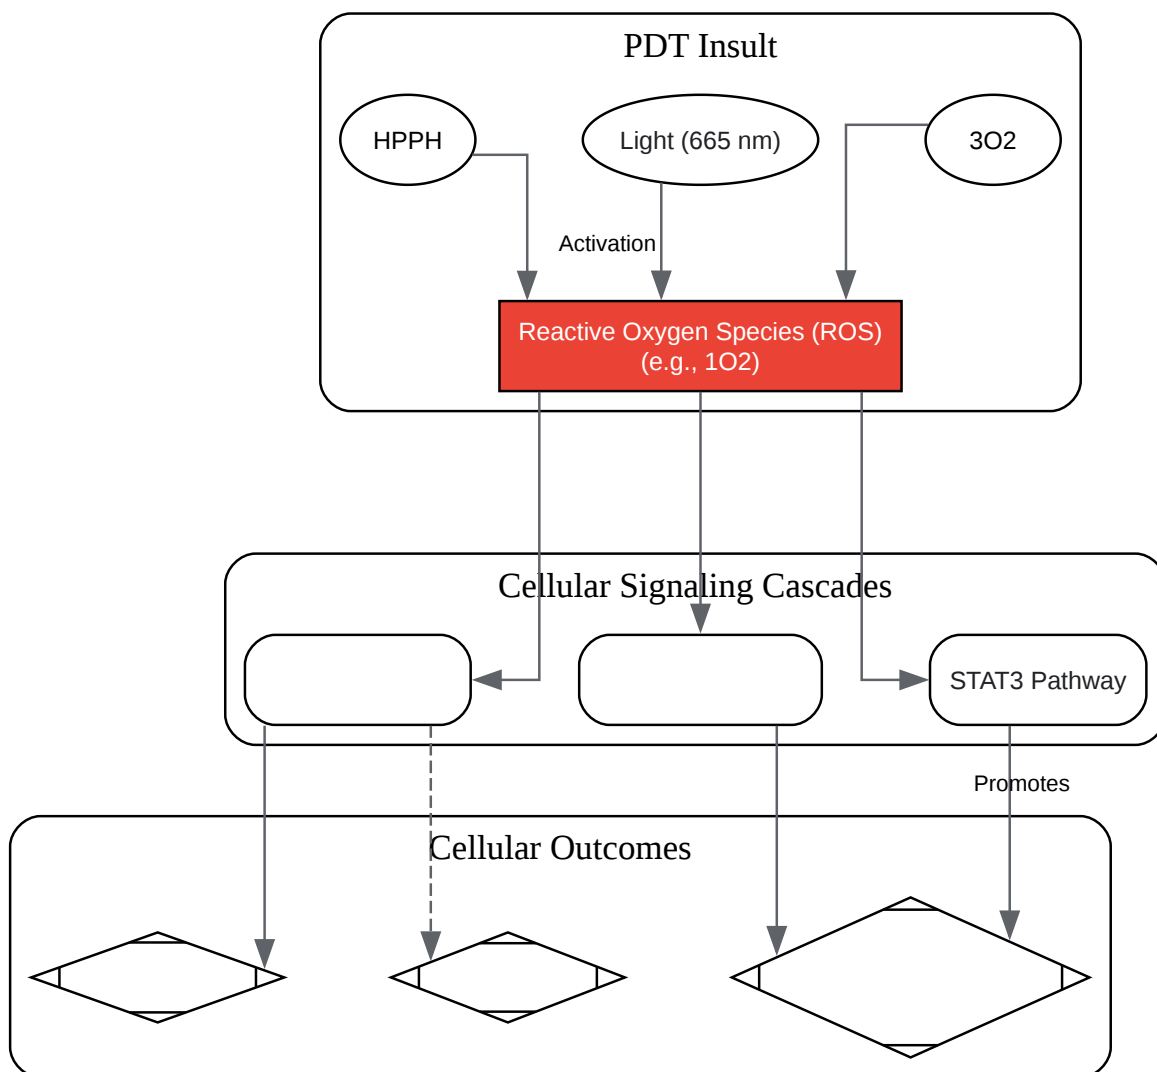 PDT Insult
HPPH
Light (665 nm)
3O2
Activation
Reactive Oxygen Species (ROS)
(e.g., 1O2)
Cellular Signaling Cascades
STAT3 Pathway
Promotes
Cellular Outcomes